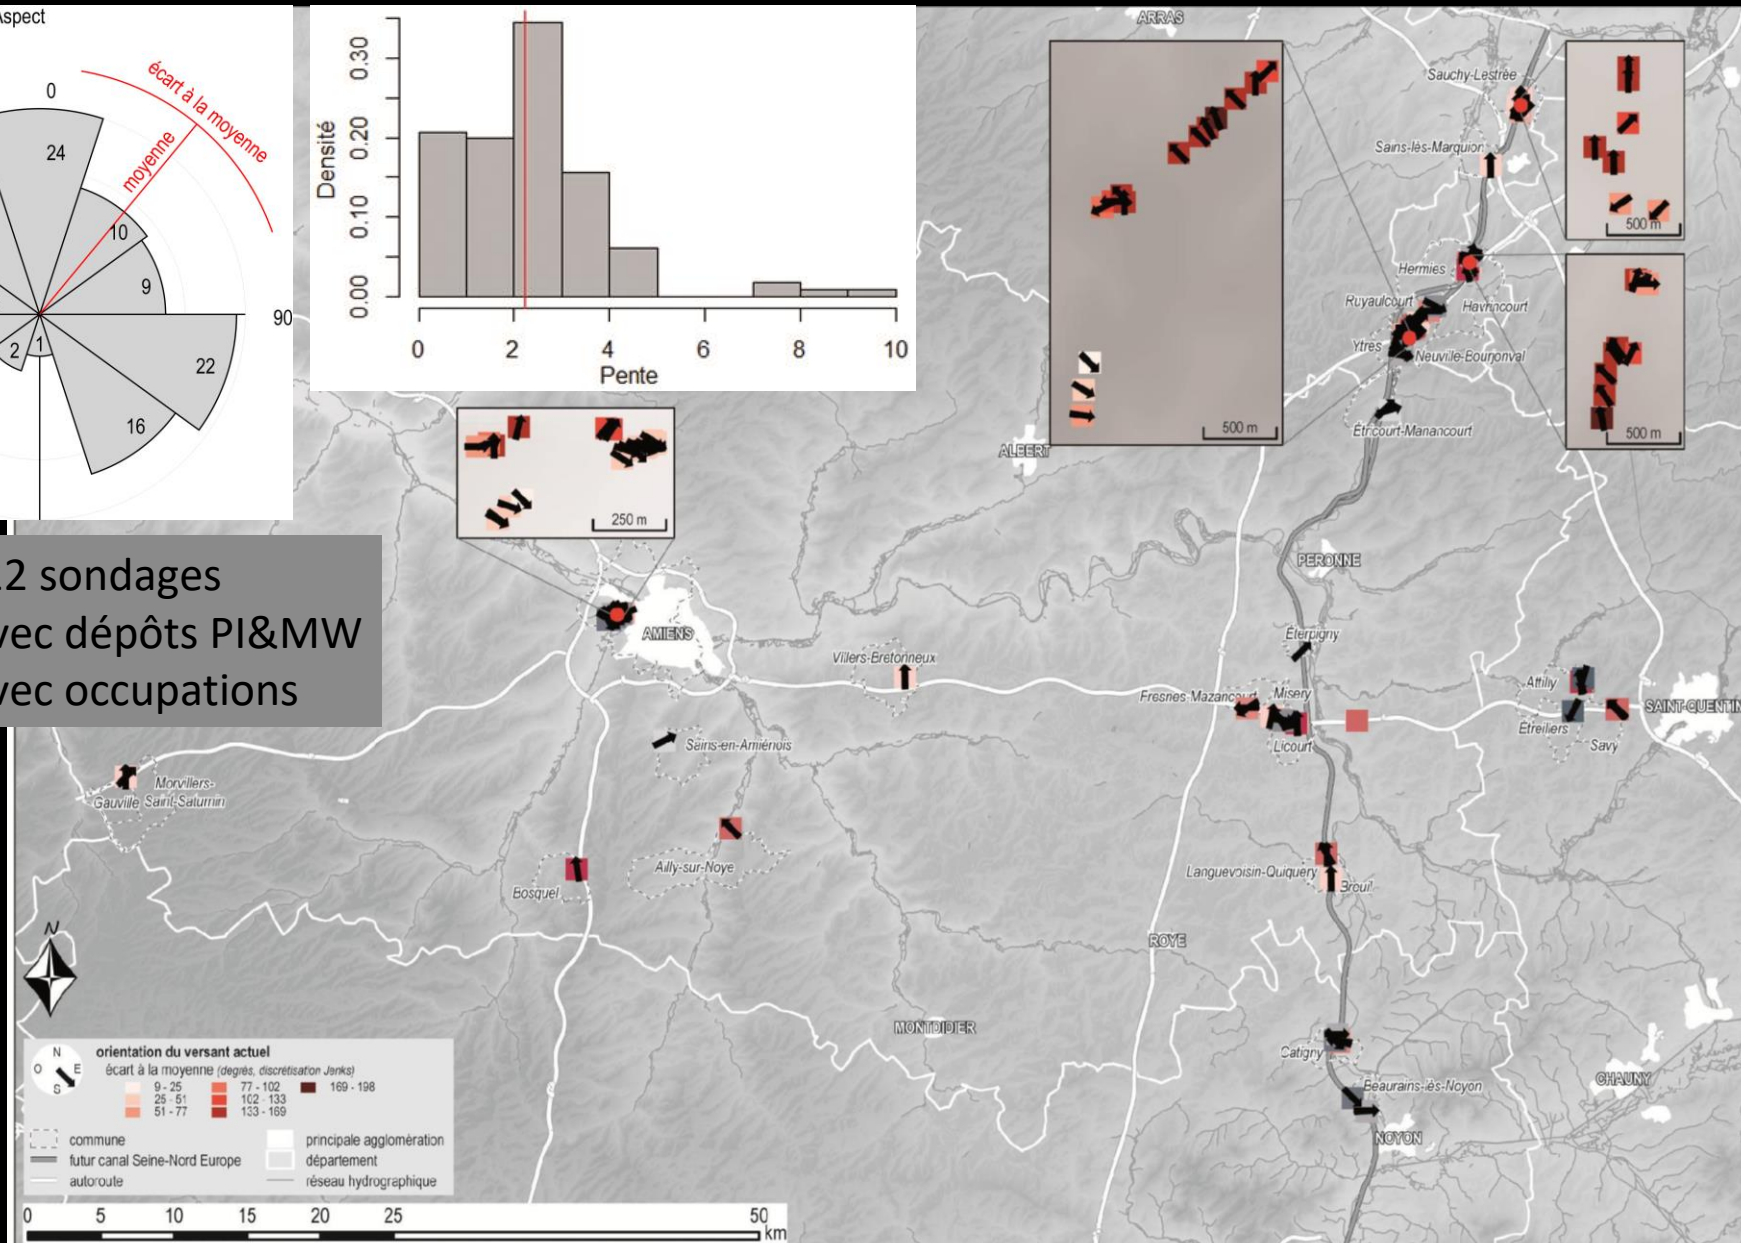 Aspect
0
24
10
9
90
22
16
1
2
moyenne
écart à la moyenne
Densité
0.00
0.10
0.20
0.30
0 2 4 6 8 10
Pente
12 sondages
avec dépôts PI&MW
avec occupations
ARRAS
Sauchy-Lestrée
Sains-lès-Marquion
500 m
Hermies
Ruyaulcourt
Havrincourt
Ytres
Neuville-Bourjonval
500 m
500 m
Étricourt-Manancourt
ALBERT
250 m
PERONNE
AMIENS
Villers-Bretonneux
Éterpigny
Fresnes-Mazancourt
Misery
Licourt
Attilly
SAINT-QUENTIN
Étreillers
Savy
Sains-en-Amiénois
Morvillers-
Gauville Saint-Saturnin
Ailly-sur-Noye
Bosquel
Languevoisin-Quiquery
Breuil
ROYE
MONTDIDIER
Catigny
Beaurains-lès-Noyon
CHAUNY
NOYON
N
N
O E
S
orientation du versant actuel
écart à la moyenne (degrés, discrétisation Jenks)
9 - 25 77 - 102 169 - 198
25 - 51 102 - 133
51 - 77 133 - 169
commune principale agglomération
futur canal Seine-Nord Europe département
autoroute réseau hydrographique
0 5 10 15 20 25 50
km